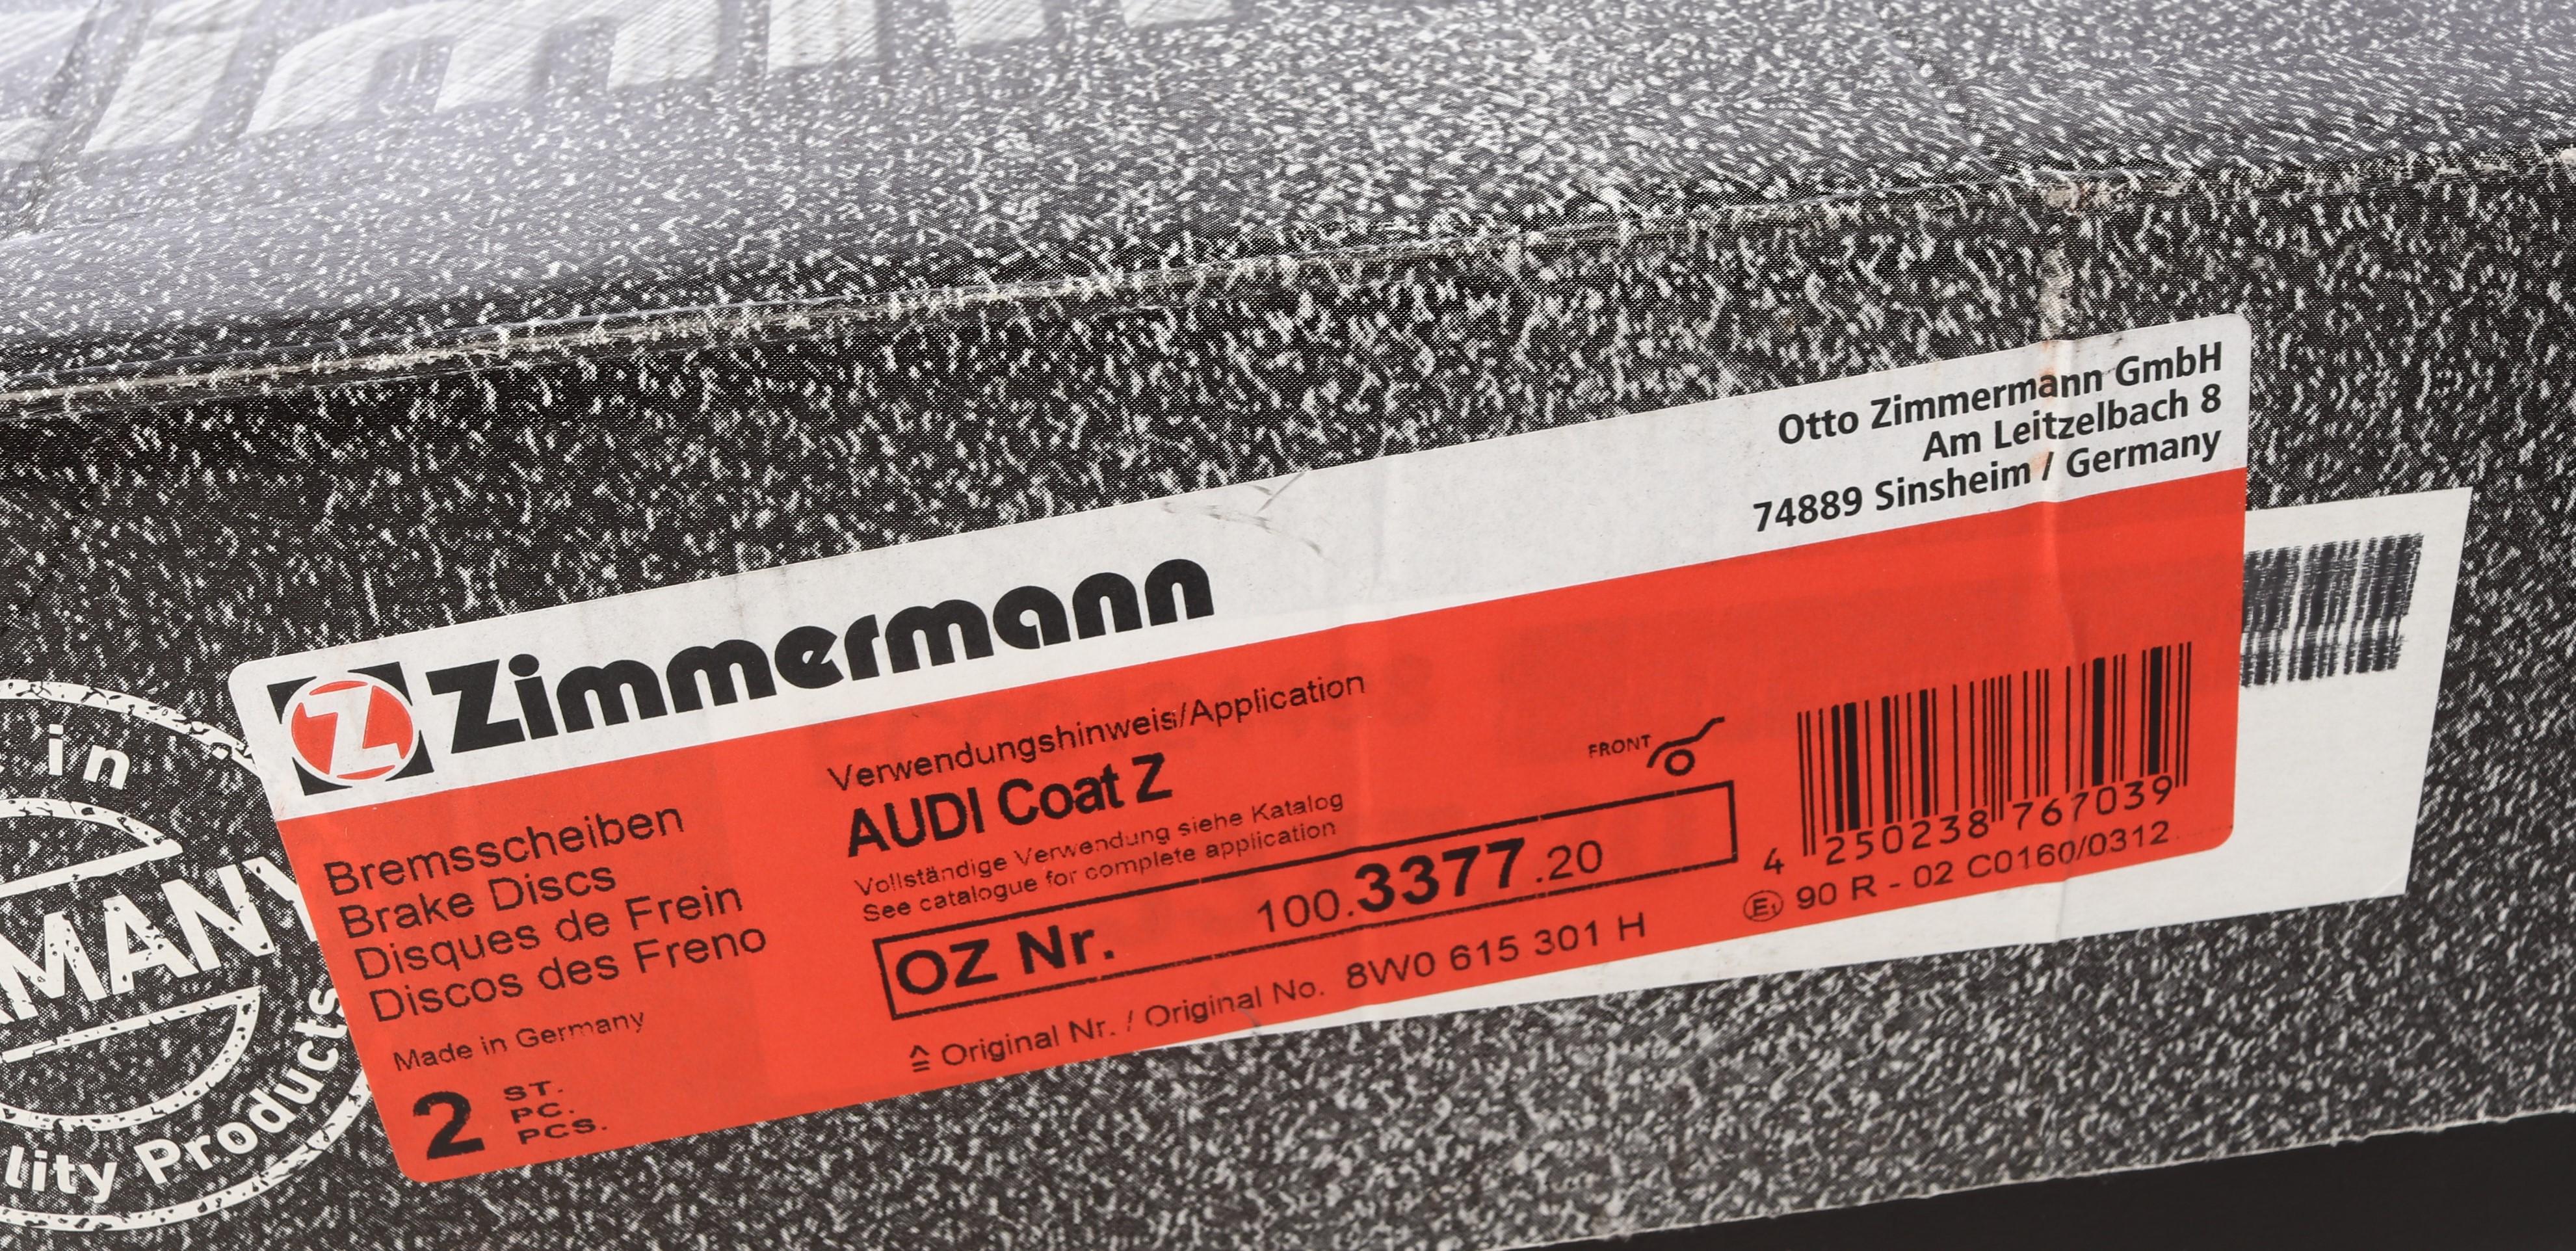 Otto Zimmermann GmbH
Am Leitzelbach 8
74889 Sinsheim / Germany
Z Zimmermann
Bremsscheiben
Brake Discs
Disques de Frein
Discos des Freno
Made in Germany
2 ST.
PC.
PCS.
Verwendungshinweis/Application
AUDI Coat Z
Vollständige Verwendung siehe Katalog
See catalogue for complete application
FRONT
OZ Nr. 100.3377.20
≙ Original Nr. / Original No. 8W0 615 301 H
4 250238 767039
E1 90 R - 02 C0160/0312
in
Products